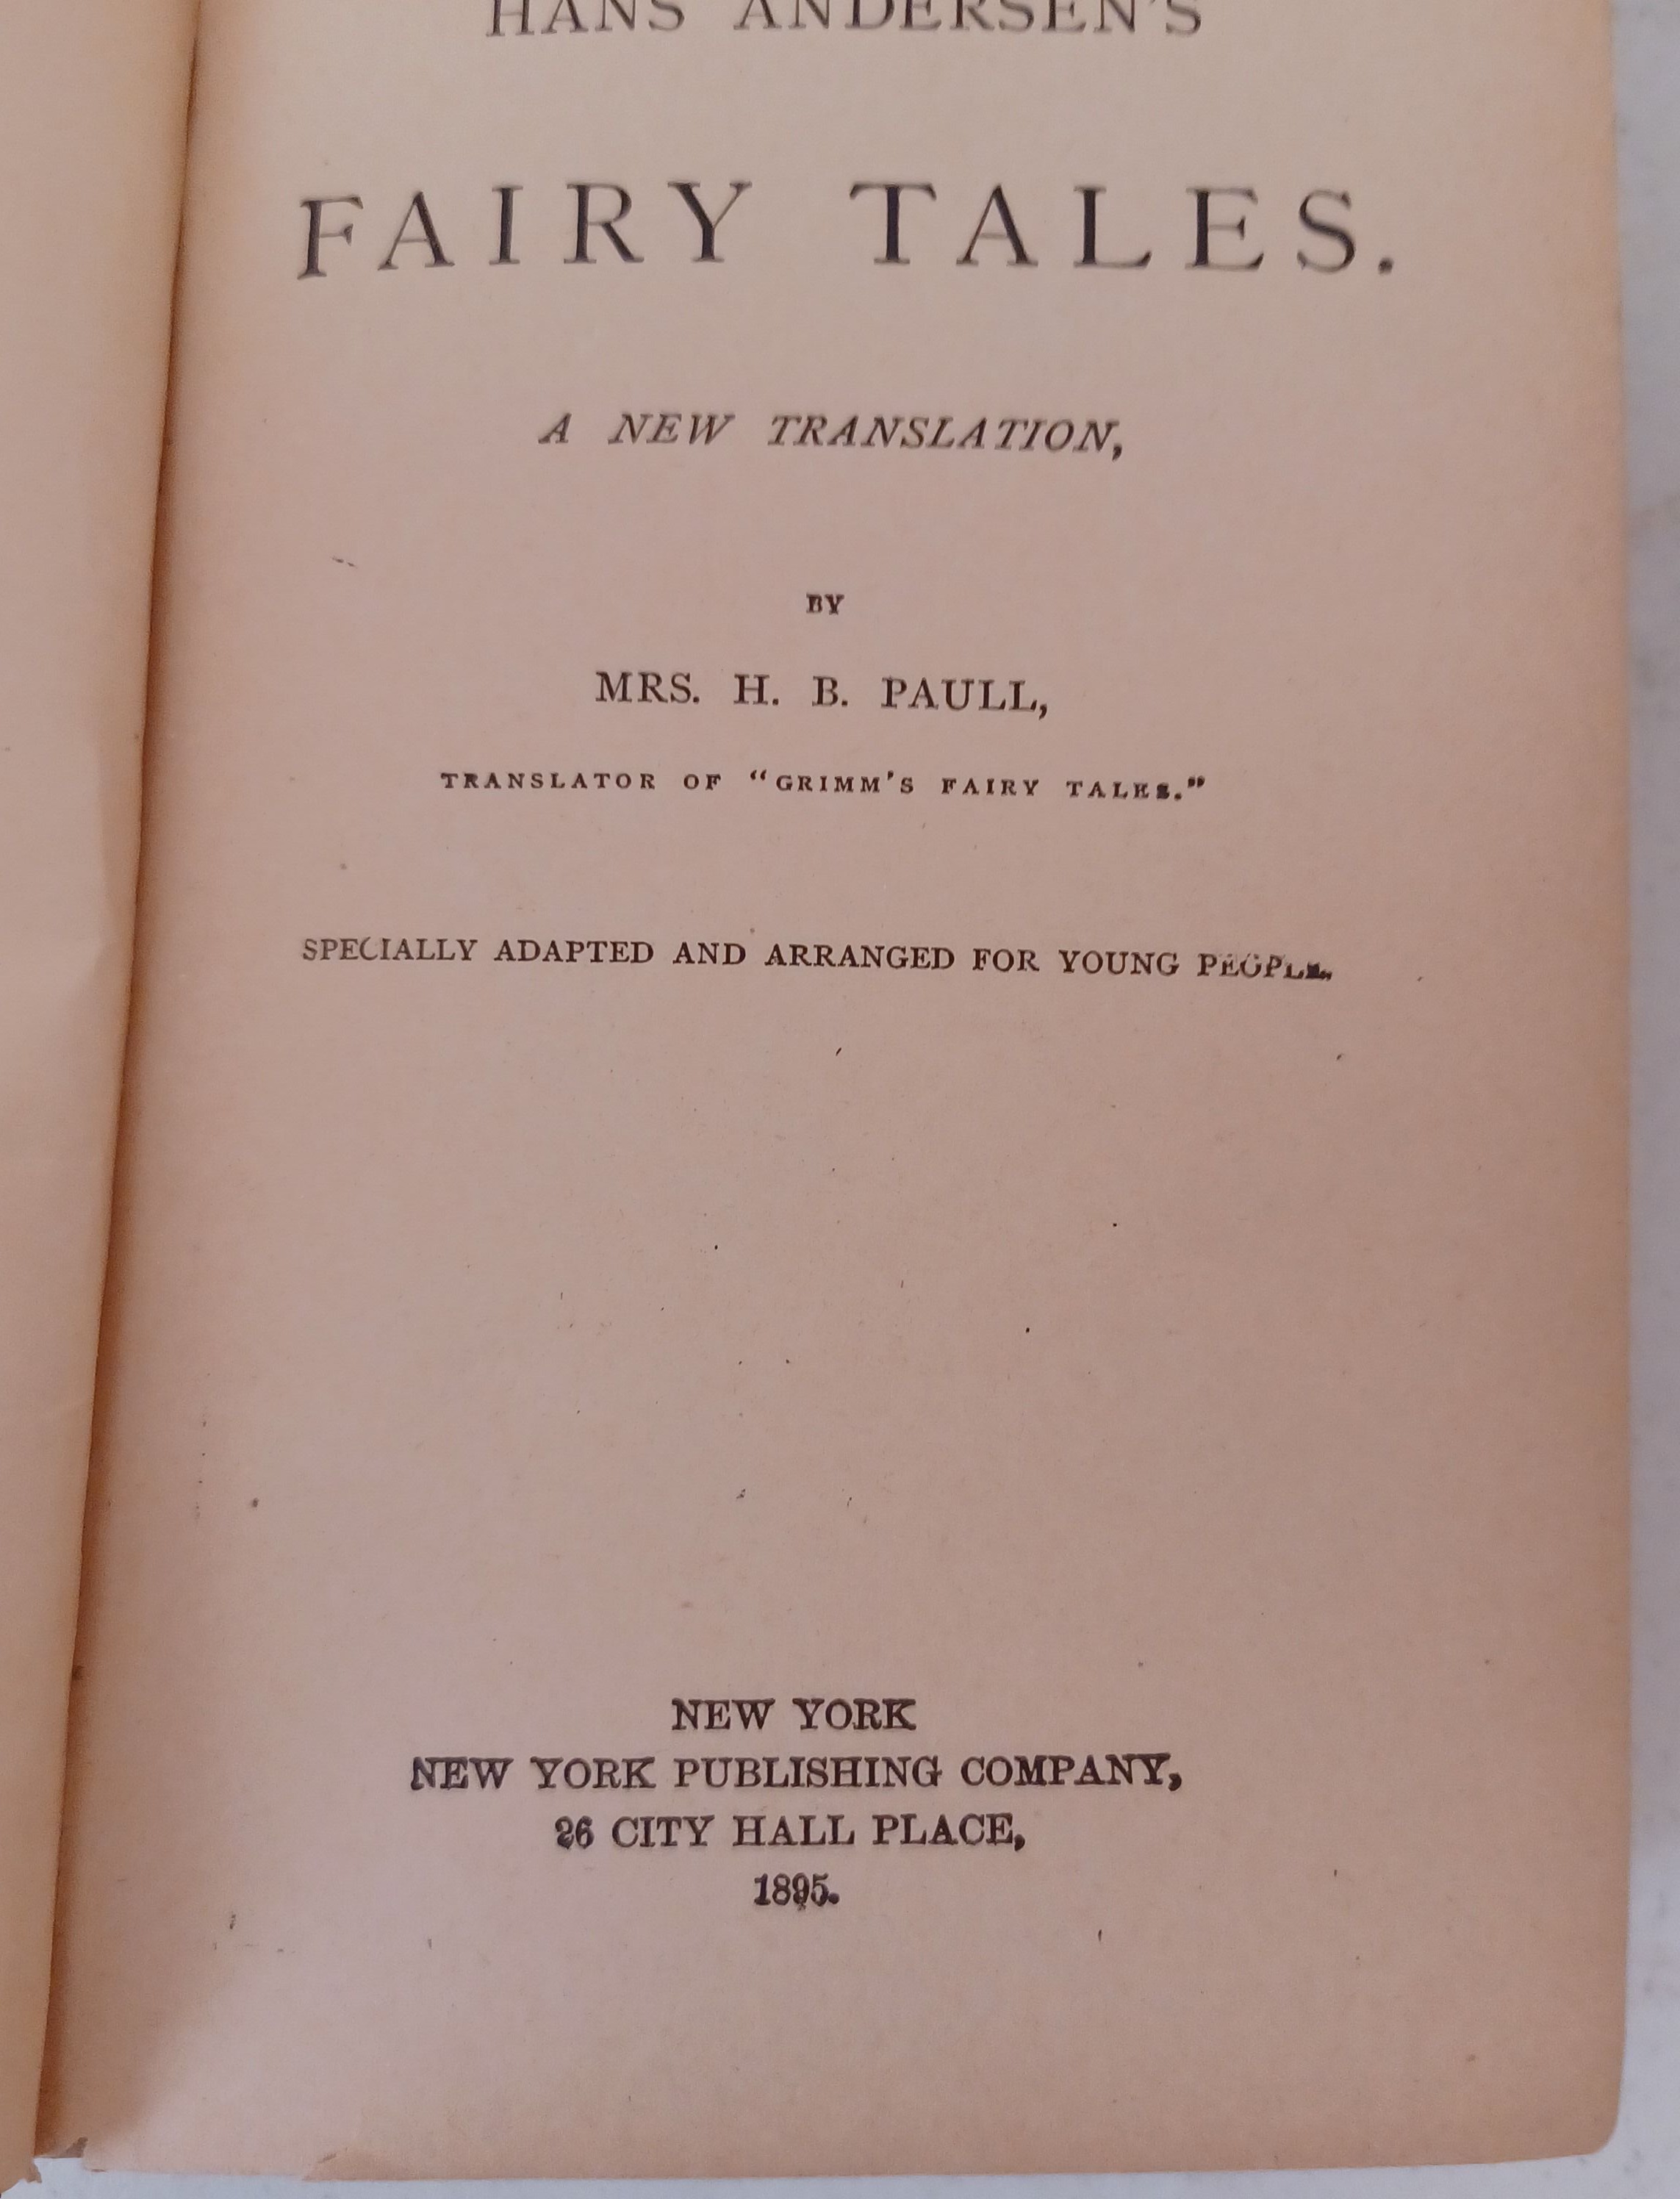 HANS ANDERSEN'S
FAIRY TALES.
A NEW TRANSLATION,
BY
MRS. H. B. PAULL,
TRANSLATOR OF "GRIMM'S FAIRY TALES."
SPECIALLY ADAPTED AND ARRANGED FOR YOUNG PEOPLE.
NEW YORK
NEW YORK PUBLISHING COMPANY,
26 CITY HALL PLACE,
1895.